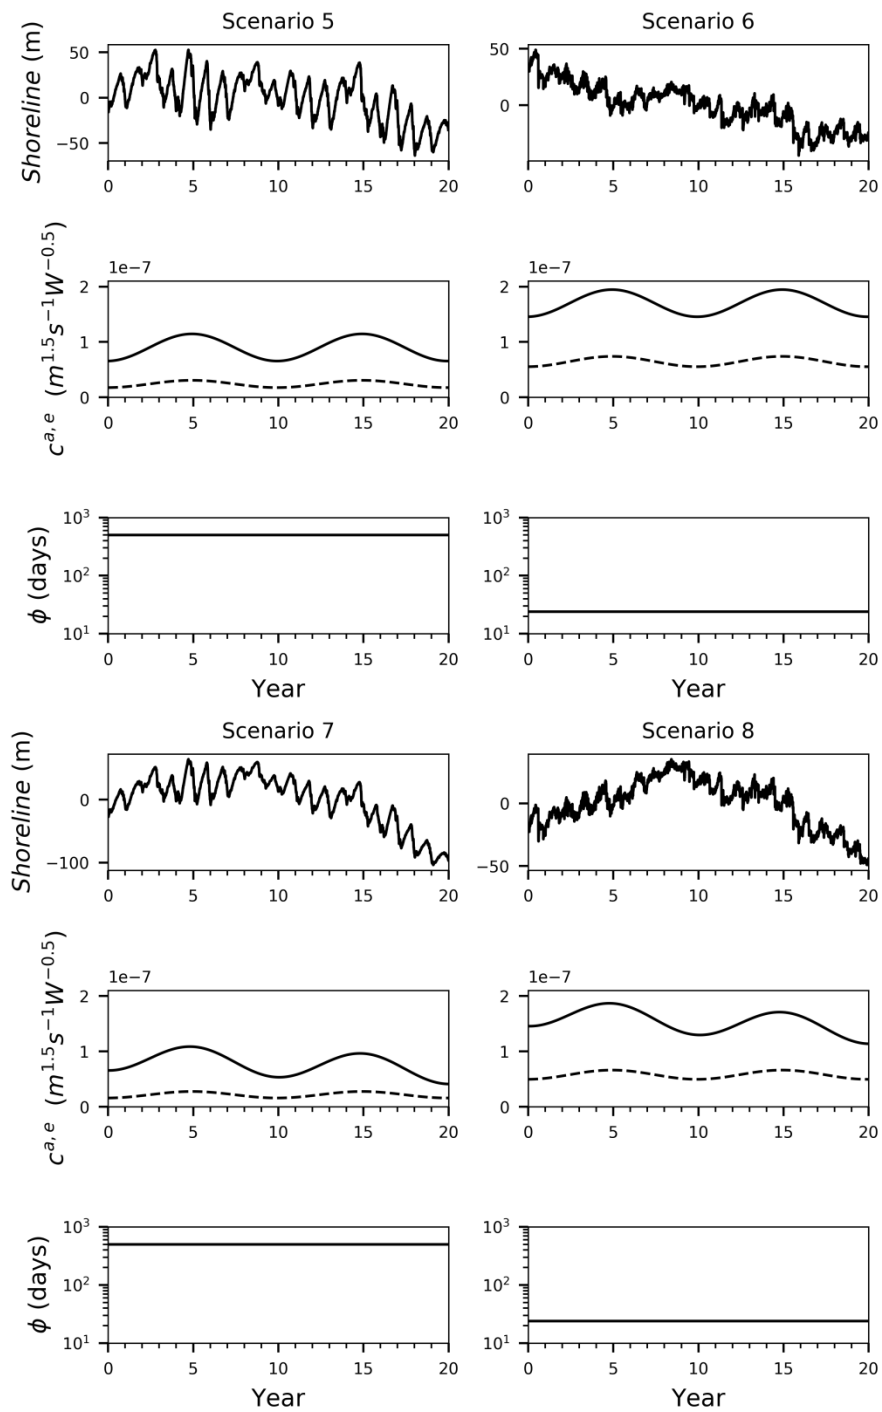 Scenario 5
Scenario 6
Shoreline (m)
50
0
−50
0 5 10 15 20
50
0
0 5 10 15 20
c^{a, e} (m^{1.5}s^{−1}W^{−0.5})
1e−7
2
1
0
0 5 10 15 20
1e−7
2
1
0
0 5 10 15 20
ϕ (days)
10^3
10^2
10^1
0 5 10 15 20
Year
10^3
10^2
10^1
0 5 10 15 20
Year
Scenario 7
Scenario 8
Shoreline (m)
0
−100
0 5 10 15 20
0
−50
0 5 10 15 20
c^{a, e} (m^{1.5}s^{−1}W^{−0.5})
1e−7
2
1
0
0 5 10 15 20
1e−7
2
1
0
0 5 10 15 20
ϕ (days)
10^3
10^2
10^1
0 5 10 15 20
Year
10^3
10^2
10^1
0 5 10 15 20
Year